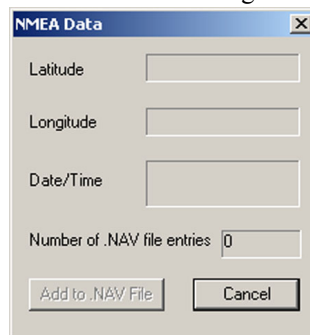 NMEA Data
Latitude
Longitude
Date/Time
Number of .NAV file entries 0
Add to .NAV File Cancel